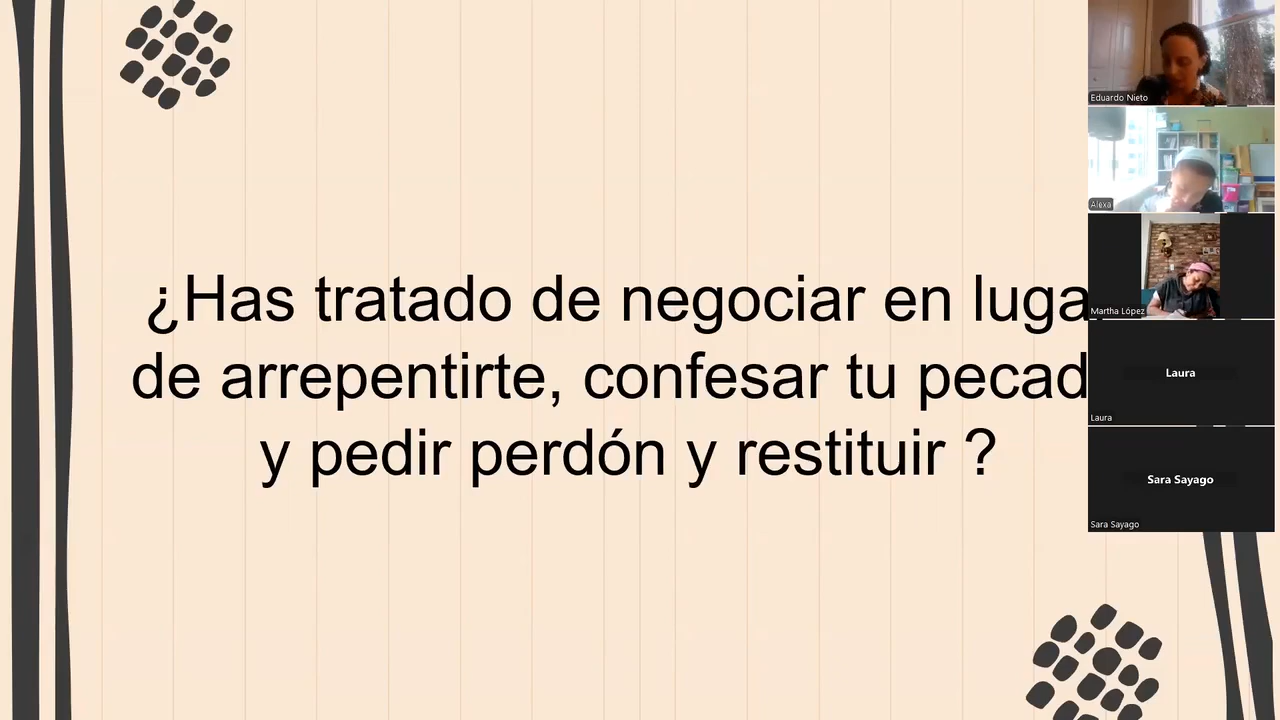 ¿Has tratado de negociar en luga
de arrepentirte, confesar tu pecad
y pedir perdón y restituir ?
Eduardo Nieto
Alexa
Martha López
Laura
Laura
Sara Sayago
Sara Sayago